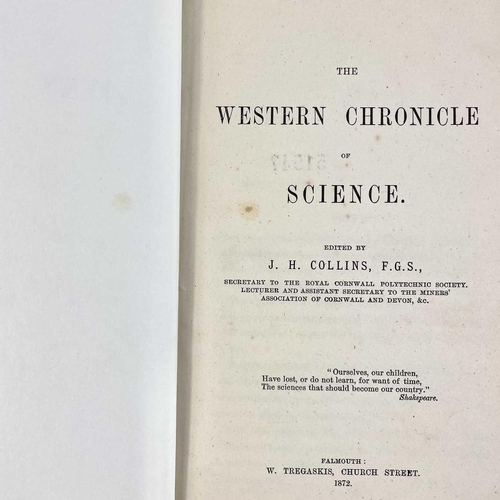 THE
WESTERN CHRONICLE
OF
SCIENCE.
EDITED BY
J. H. COLLINS, F.G.S.,
SECRETARY TO THE ROYAL CORNWALL POLYTECHNIC SOCIETY.
LECTURER AND ASSISTANT SECRETARY TO THE MINERS'
ASSOCIATION OF CORNWALL AND DEVON, &c.
"Ourselves, our children,
Have lost, or do not learn, for want of time,
The sciences that should become our country."
Shakspeare.
FALMOUTH:
W. TREGASKIS, CHURCH STREET.
1872.